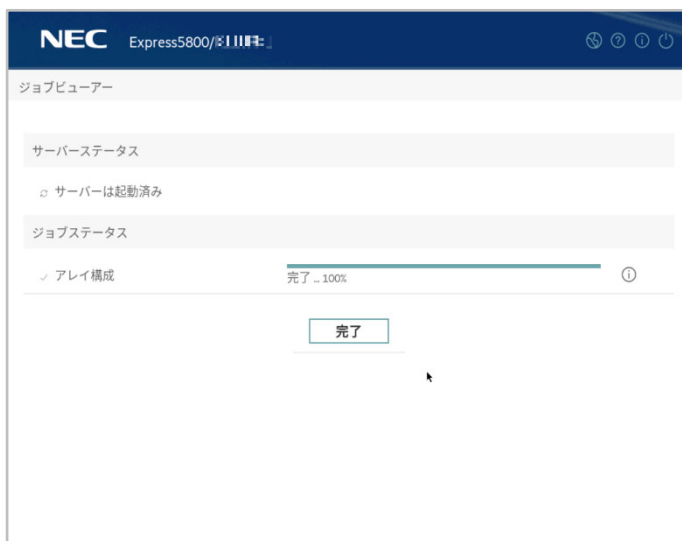 NEC Express5800/
ジョブビューアー
サーバーステータス
サーバーは起動済み
ジョブステータス
アレイ構成
完了 ... 100%
完了